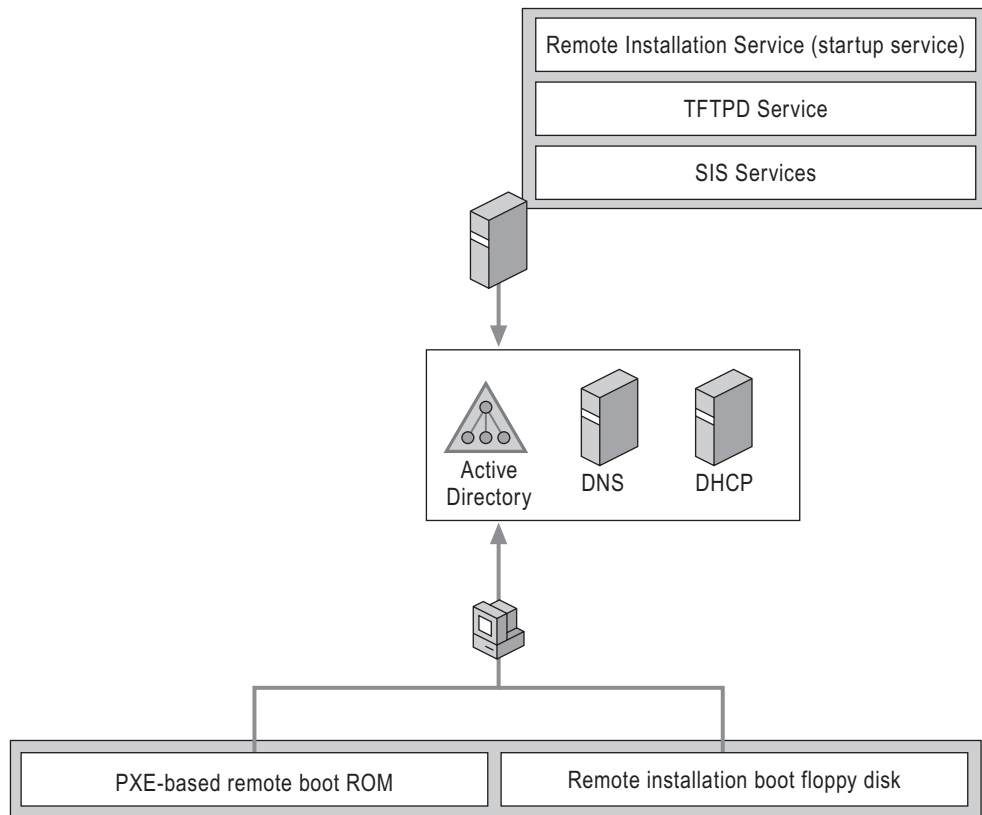 Remote Installation Service (startup service)
TFTPD Service
SIS Services
Active
Directory
DNS
DHCP
PXE-based remote boot ROM
Remote installation boot floppy disk